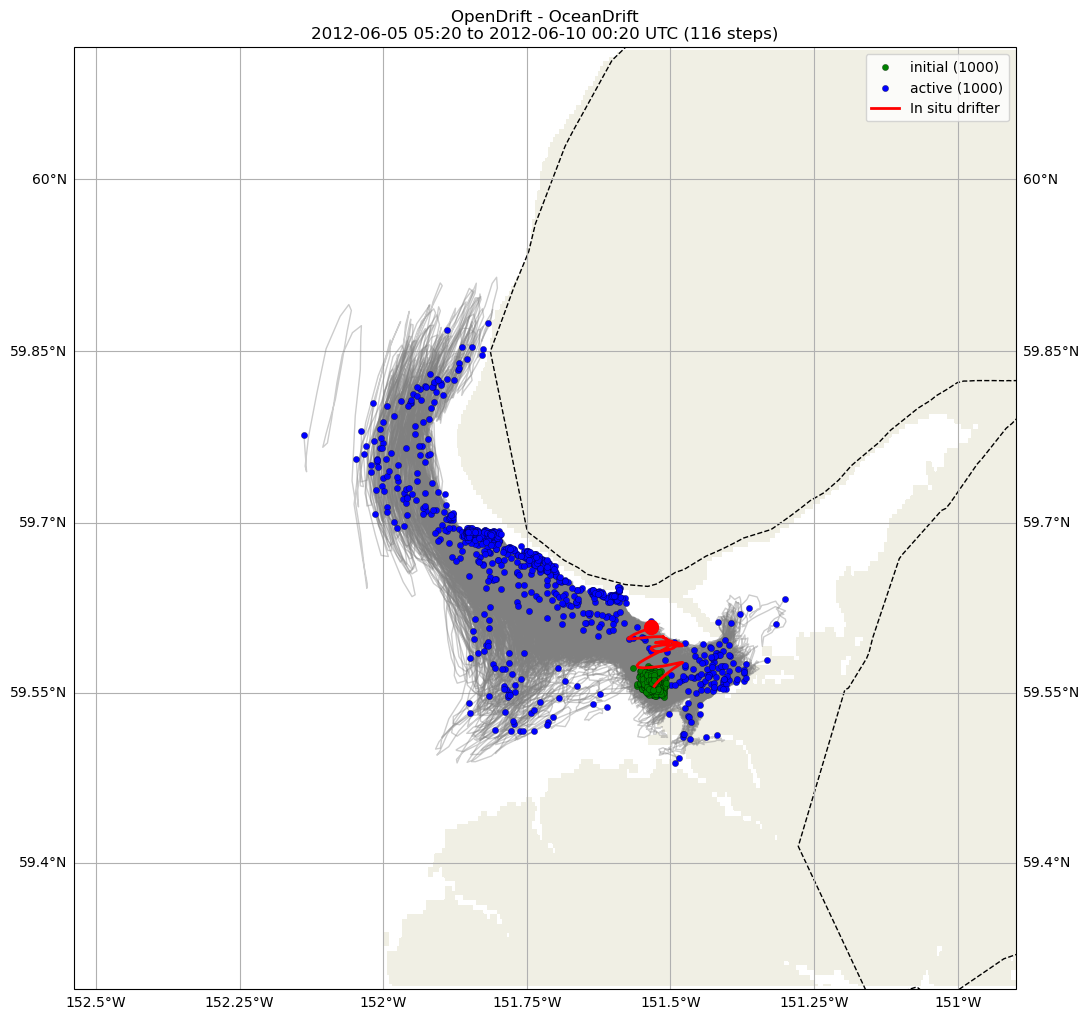 OpenDrift - OceanDrift
2012-06-05 05:20 to 2012-06-10 00:20 UTC (116 steps)
initial (1000)
active (1000)
In situ drifter
60°N
60°N
59.85°N
59.85°N
59.7°N
59.7°N
59.55°N
59.55°N
59.4°N
59.4°N
152.5°W
152.25°W
152°W
151.75°W
151.5°W
151.25°W
151°W